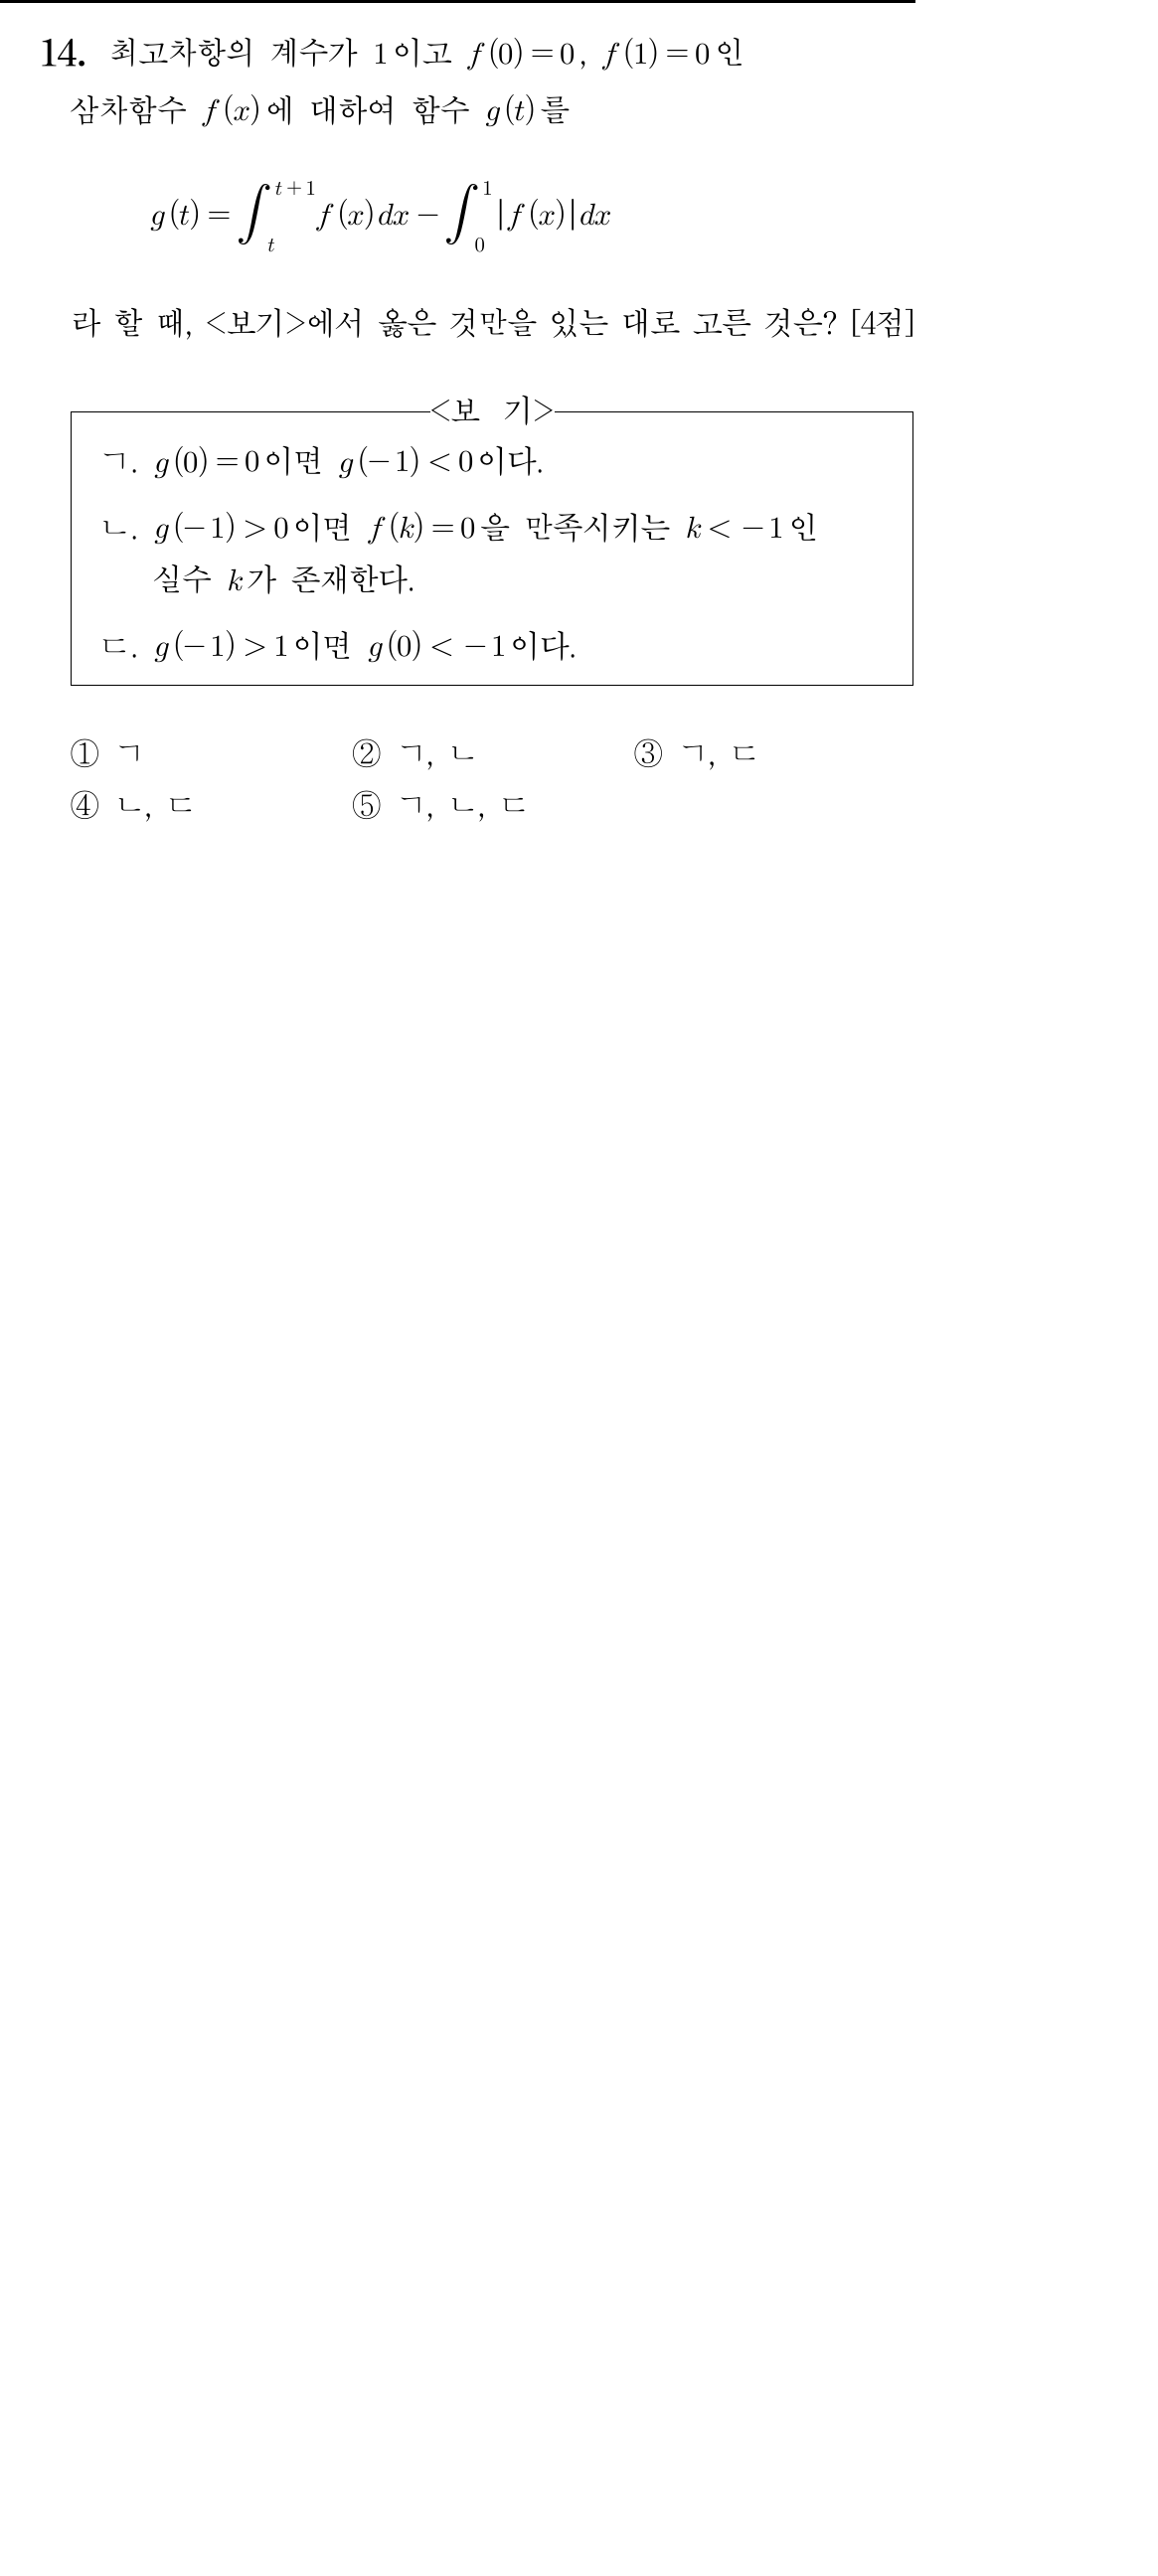 14. 최고차항의 계수가 1이고 f(0)=0, f(1)=0인
삼차함수 f(x)에 대하여 함수 g(t)를
g(t)=∫_t^{t+1} f(x)dx-∫_0^1 |f(x)|dx
라 할 때, <보기>에서 옳은 것만을 있는 대로 고른 것은? [4점]
<보 기>
ㄱ. g(0)=0이면 g(-1)<0이다.
ㄴ. g(-1)>0이면 f(k)=0을 만족시키는 k<-1인
실수 k가 존재한다.
ㄷ. g(-1)>1이면 g(0)<-1이다.
① ㄱ ② ㄱ, ㄴ ③ ㄱ, ㄷ
④ ㄴ, ㄷ ⑤ ㄱ, ㄴ, ㄷ